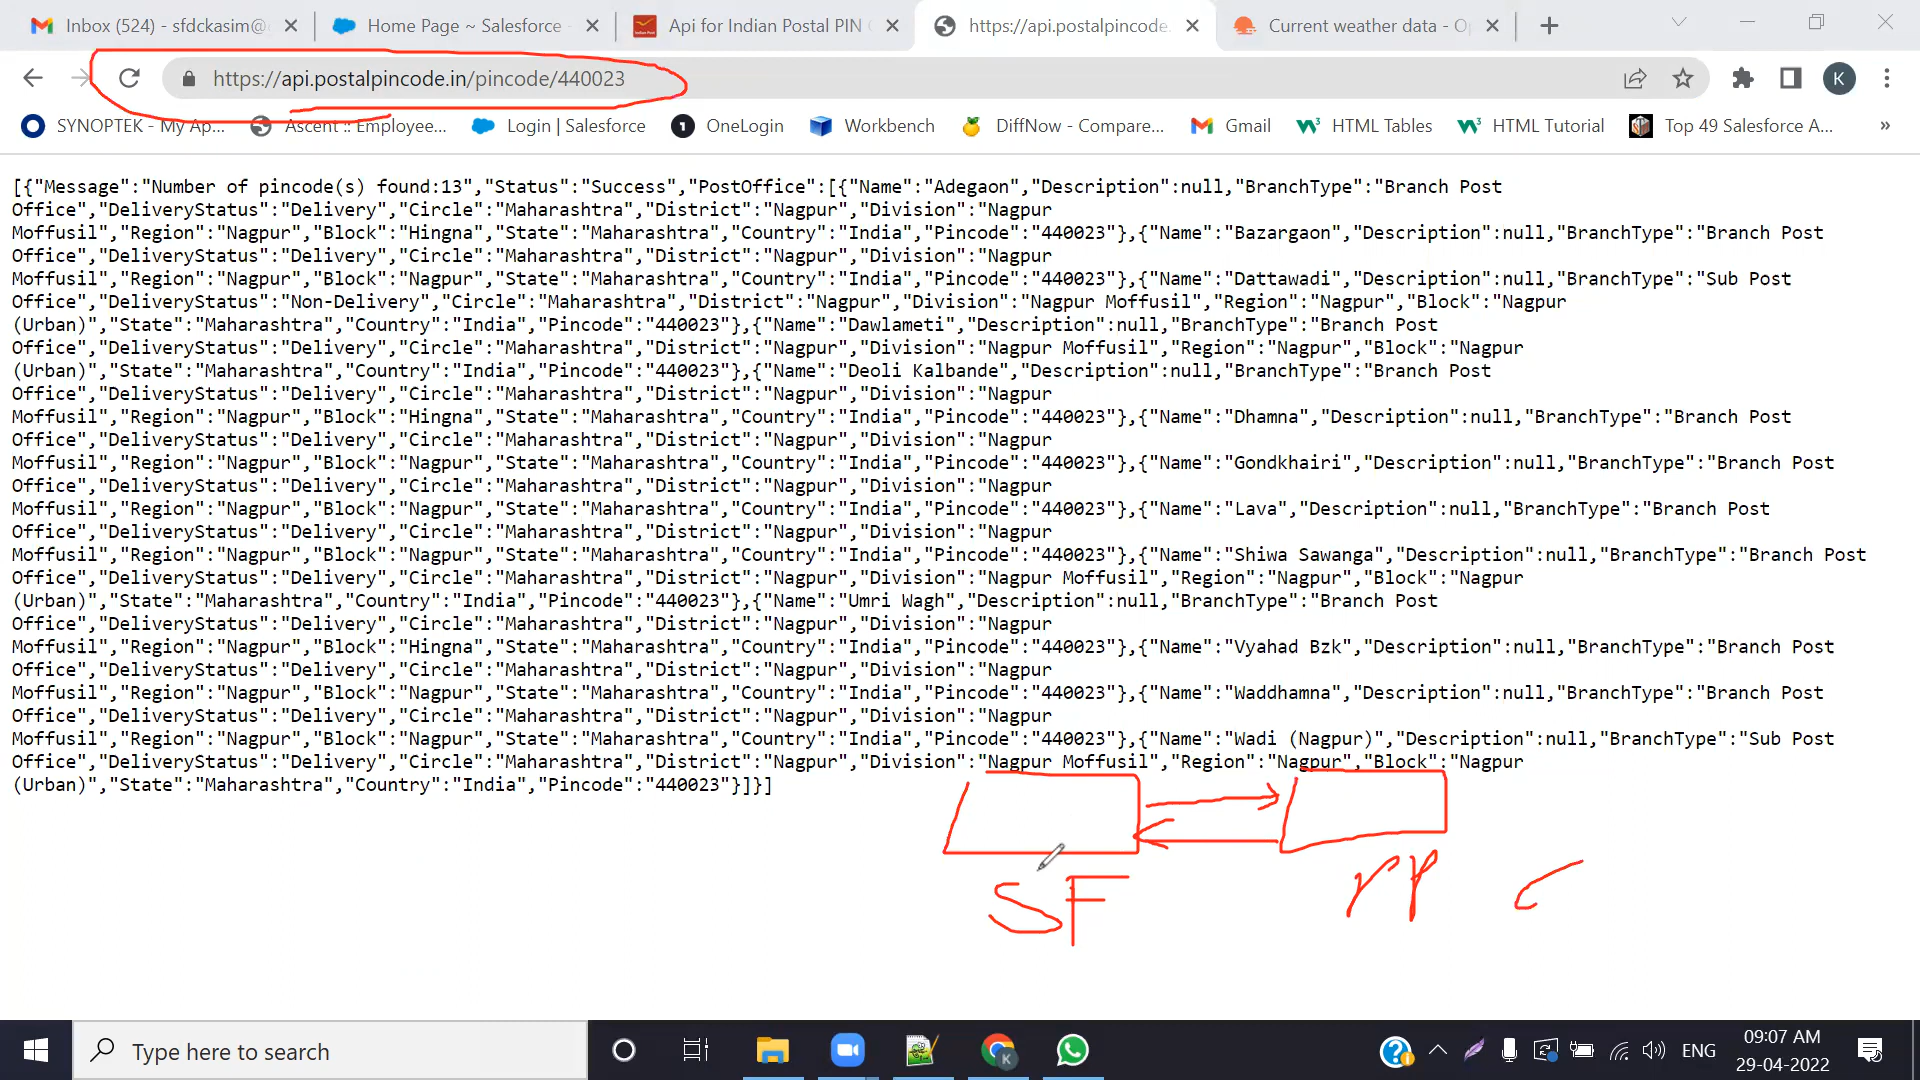 Inbox (524) - sfdckasim@
Home Page ~ Salesforce -
Api for Indian Postal PIN
https://api.postalpincode.
Current weather data - Op
https://api.postalpincode.in/pincode/440023
K
SYNOPTEK - My Ap...
Ascent :: Employee...
Login | Salesforce
OneLogin
Workbench
DiffNow - Compare...
Gmail
HTML Tables
HTML Tutorial
Top 49 Salesforce A...
[{"Message":"Number of pincode(s) found:13","Status":"Success","PostOffice":[{"Name":"Adegaon","Description":null,"BranchType":"Branch Post
Office","DeliveryStatus":"Delivery","Circle":"Maharashtra","District":"Nagpur","Division":"Nagpur
Moffusil","Region":"Nagpur","Block":"Hingna","State":"Maharashtra","Country":"India","Pincode":"440023"},{"Name":"Bazargaon","Description":null,"BranchType":"Branch Post
Office","DeliveryStatus":"Delivery","Circle":"Maharashtra","District":"Nagpur","Division":"Nagpur
Moffusil","Region":"Nagpur","Block":"Nagpur","State":"Maharashtra","Country":"India","Pincode":"440023"},{"Name":"Dattawadi","Description":null,"BranchType":"Sub Post
Office","DeliveryStatus":"Non-Delivery","Circle":"Maharashtra","District":"Nagpur","Division":"Nagpur Moffusil","Region":"Nagpur","Block":"Nagpur
(Urban)","State":"Maharashtra","Country":"India","Pincode":"440023"},{"Name":"Dawlameti","Description":null,"BranchType":"Branch Post
Office","DeliveryStatus":"Delivery","Circle":"Maharashtra","District":"Nagpur","Division":"Nagpur Moffusil","Region":"Nagpur","Block":"Nagpur
(Urban)","State":"Maharashtra","Country":"India","Pincode":"440023"},{"Name":"Deoli Kalbande","Description":null,"BranchType":"Branch Post
Office","DeliveryStatus":"Delivery","Circle":"Maharashtra","District":"Nagpur","Division":"Nagpur
Moffusil","Region":"Nagpur","Block":"Hingna","State":"Maharashtra","Country":"India","Pincode":"440023"},{"Name":"Dhamna","Description":null,"BranchType":"Branch Post
Office","DeliveryStatus":"Delivery","Circle":"Maharashtra","District":"Nagpur","Division":"Nagpur
Moffusil","Region":"Nagpur","Block":"Nagpur","State":"Maharashtra","Country":"India","Pincode":"440023"},{"Name":"Gondkhairi","Description":null,"BranchType":"Branch Post
Office","DeliveryStatus":"Delivery","Circle":"Maharashtra","District":"Nagpur","Division":"Nagpur
Moffusil","Region":"Nagpur","Block":"Nagpur","State":"Maharashtra","Country":"India","Pincode":"440023"},{"Name":"Lava","Description":null,"BranchType":"Branch Post
Office","DeliveryStatus":"Delivery","Circle":"Maharashtra","District":"Nagpur","Division":"Nagpur
Moffusil","Region":"Nagpur","Block":"Nagpur","State":"Maharashtra","Country":"India","Pincode":"440023"},{"Name":"Shiwa Sawanga","Description":null,"BranchType":"Branch Post
Office","DeliveryStatus":"Delivery","Circle":"Maharashtra","District":"Nagpur","Division":"Nagpur Moffusil","Region":"Nagpur","Block":"Nagpur
(Urban)","State":"Maharashtra","Country":"India","Pincode":"440023"},{"Name":"Umri Wagh","Description":null,"BranchType":"Branch Post
Office","DeliveryStatus":"Delivery","Circle":"Maharashtra","District":"Nagpur","Division":"Nagpur
Moffusil","Region":"Nagpur","Block":"Hingna","State":"Maharashtra","Country":"India","Pincode":"440023"},{"Name":"Vyahad Bzk","Description":null,"BranchType":"Branch Post
Office","DeliveryStatus":"Delivery","Circle":"Maharashtra","District":"Nagpur","Division":"Nagpur
Moffusil","Region":"Nagpur","Block":"Nagpur","State":"Maharashtra","Country":"India","Pincode":"440023"},{"Name":"Waddhamna","Description":null,"BranchType":"Branch Post
Office","DeliveryStatus":"Delivery","Circle":"Maharashtra","District":"Nagpur","Division":"Nagpur
Moffusil","Region":"Nagpur","Block":"Nagpur","State":"Maharashtra","Country":"India","Pincode":"440023"},{"Name":"Wadi (Nagpur)","Description":null,"BranchType":"Sub Post
Office","DeliveryStatus":"Delivery","Circle":"Maharashtra","District":"Nagpur","Division":"Nagpur Moffusil","Region":"Nagpur","Block":"Nagpur
(Urban)","State":"Maharashtra","Country":"India","Pincode":"440023"}]}]
SF
Type here to search
ENG
09:07 AM
29-04-2022